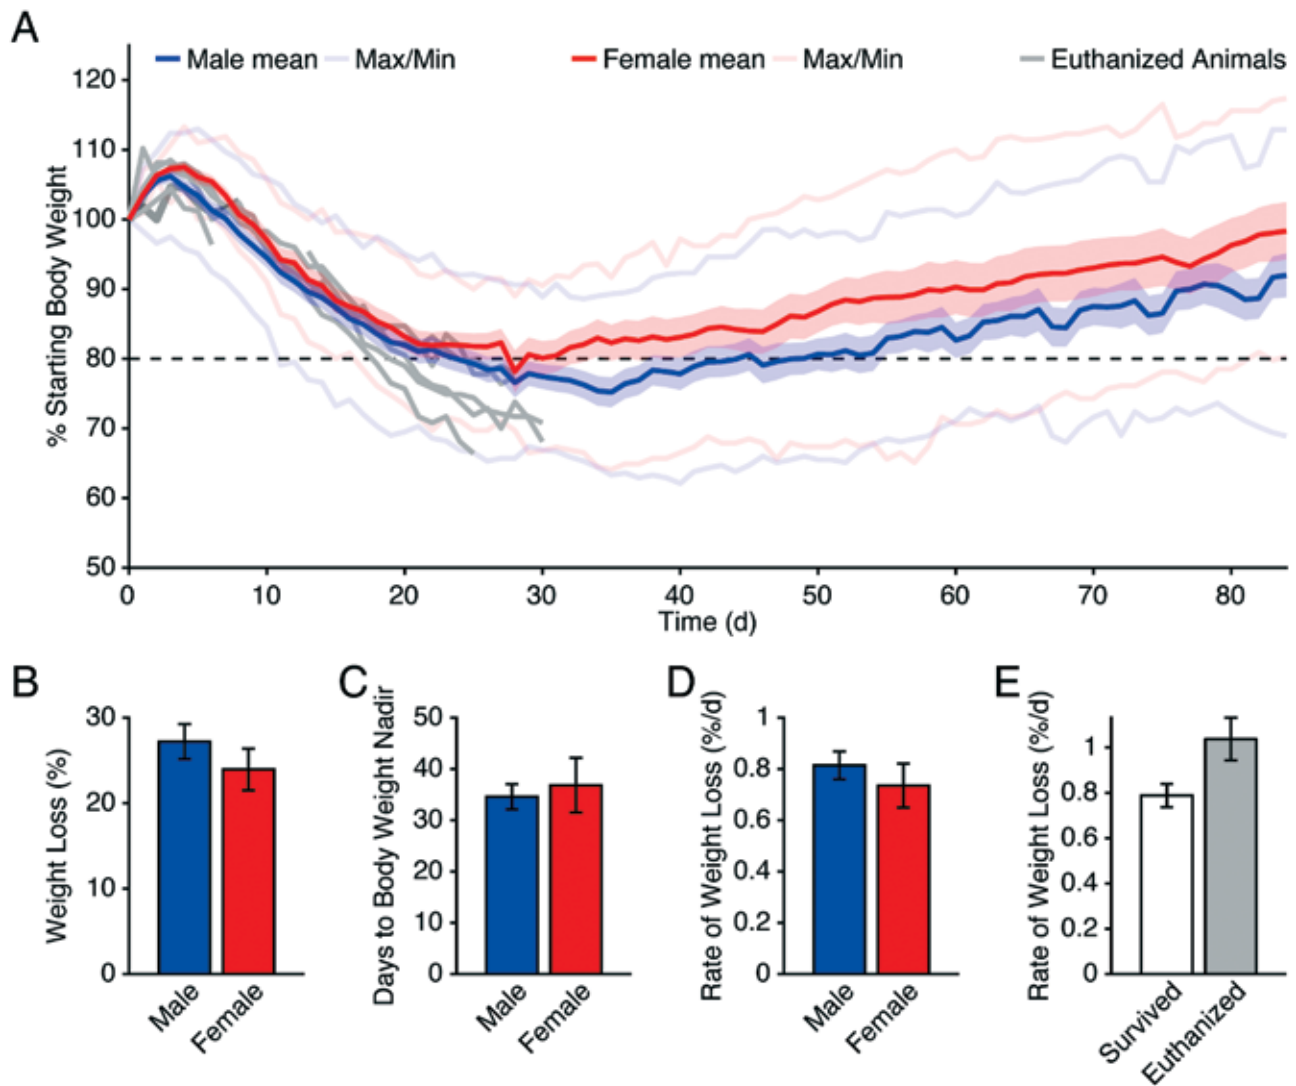 A
Male mean Max/Min Female mean Max/Min Euthanized Animals
% Starting Body Weight
120
110
100
90
80
70
60
50
0 10 20 30 40 50 60 70 80
Time (d)
B
Weight Loss (%)
30
20
10
0
Male
Female
C
Days to Body Weight Nadir
50
40
30
20
10
0
Male
Female
D
Rate of Weight Loss (%/d)
1
0.8
0.6
0.4
0.2
0
Male
Female
E
Rate of Weight Loss (%/d)
1
0.8
0.6
0.4
0.2
0
Survived
Euthanized